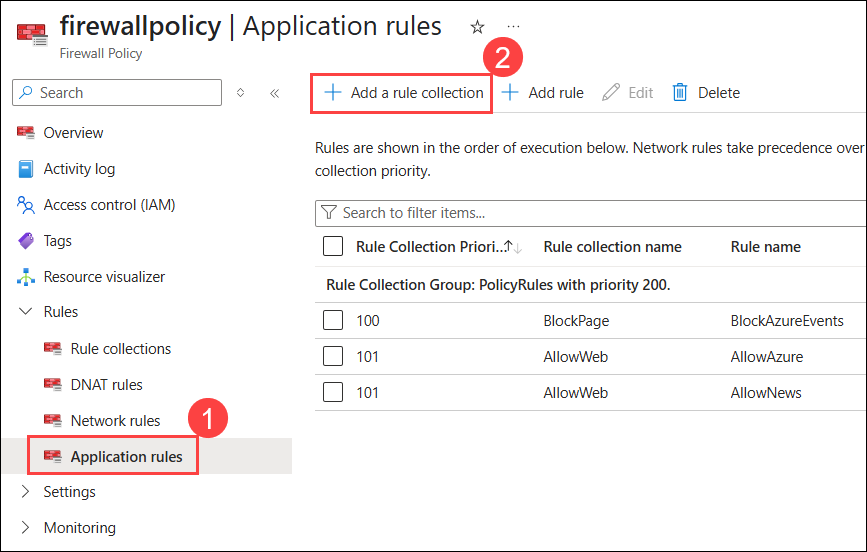 firewallpolicy | Application rules
Firewall Policy
2
Search
Add a rule collection
Add rule
Edit
Delete
Overview
Activity log
Access control (IAM)
Tags
Resource visualizer
Rules
Rule collections
DNAT rules
Network rules
1
Application rules
Settings
Monitoring
Rules are shown in the order of execution below. Network rules take precedence over
collection priority.
Search to filter items...
Rule Collection Priori... Rule collection name Rule name
Rule Collection Group: PolicyRules with priority 200.
100 BlockPage BlockAzureEvents
101 AllowWeb AllowAzure
101 AllowWeb AllowNews